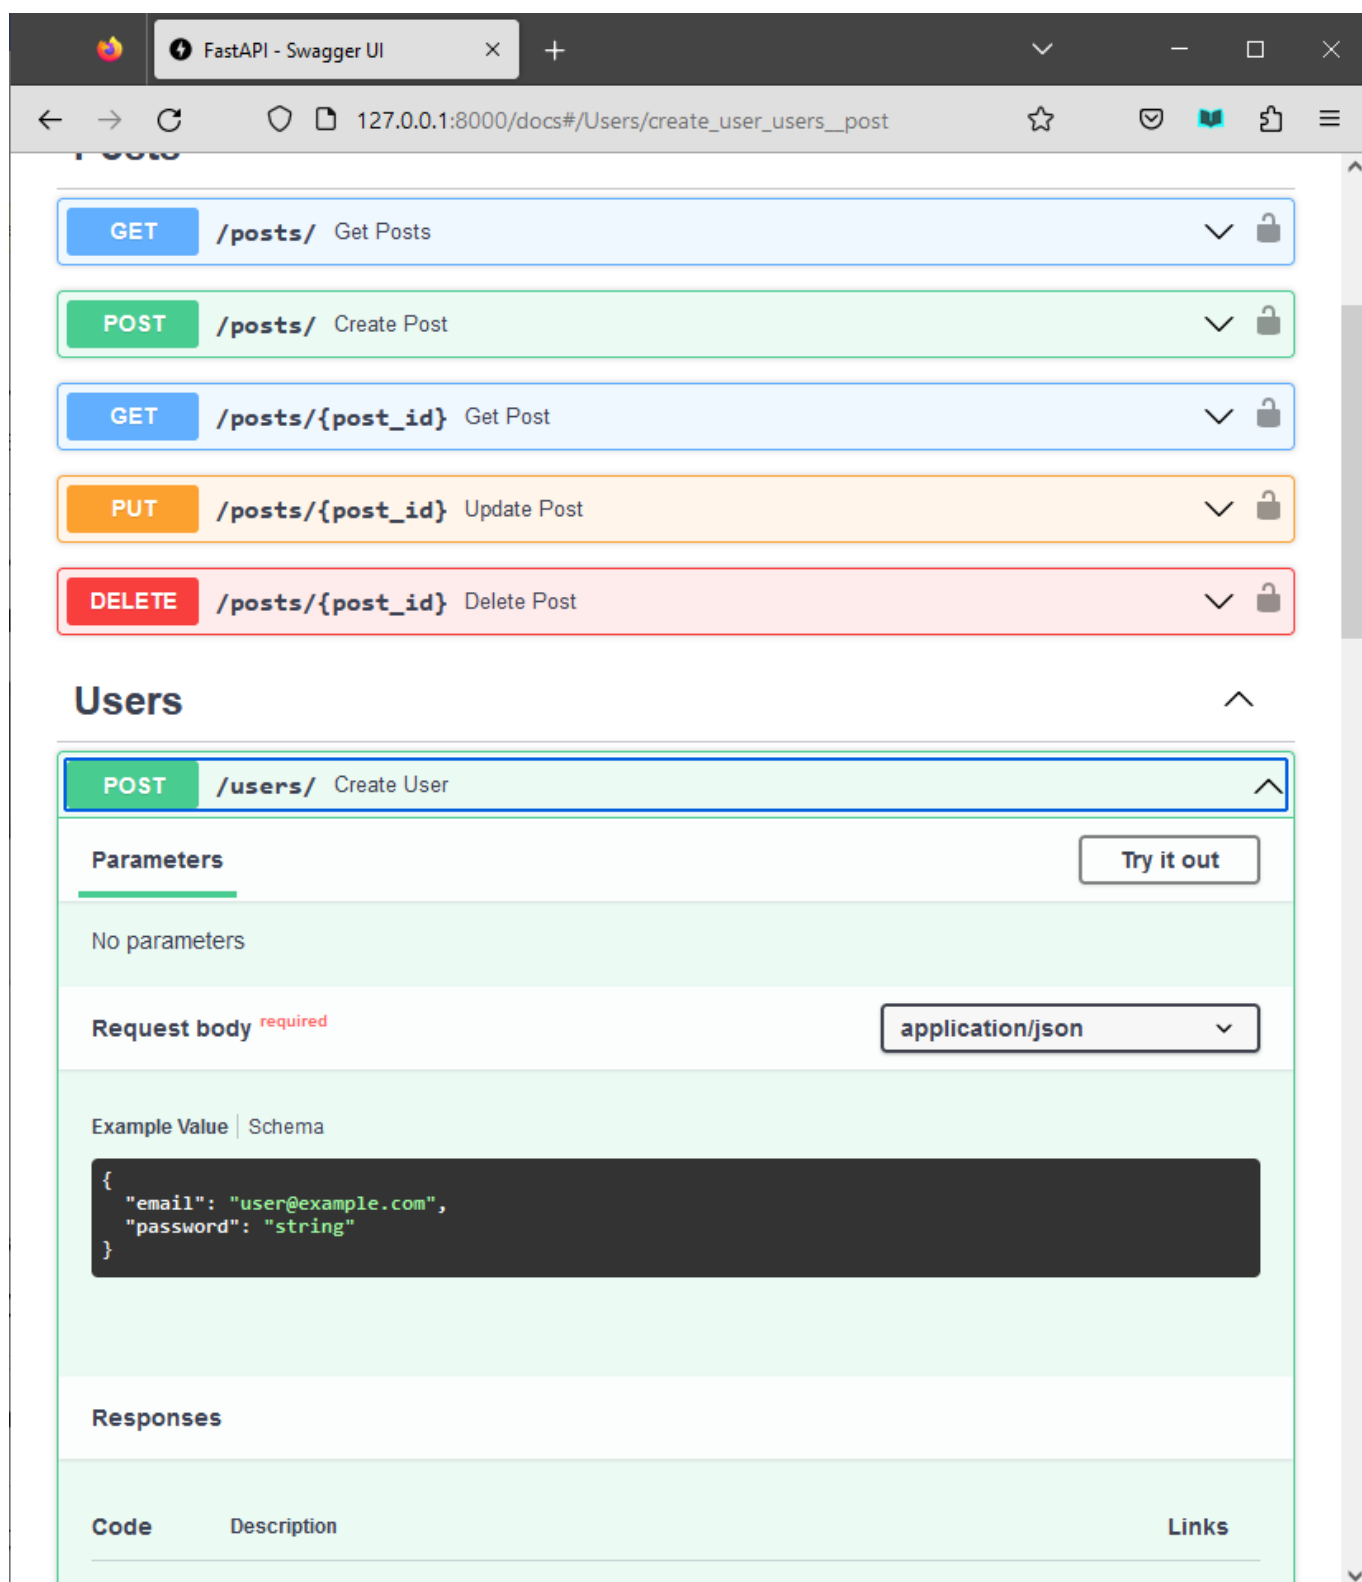 FastAPI - Swagger UI
127.0.0.1:8000/docs#/Users/create_user_users__post
Posts
GET /posts/ Get Posts
POST /posts/ Create Post
GET /posts/{post_id} Get Post
PUT /posts/{post_id} Update Post
DELETE /posts/{post_id} Delete Post
Users
POST /users/ Create User
Parameters Try it out
No parameters
Request body required application/json
Example Value Schema
{
"email": "user@example.com",
"password": "string"
}
Responses
Code Description Links